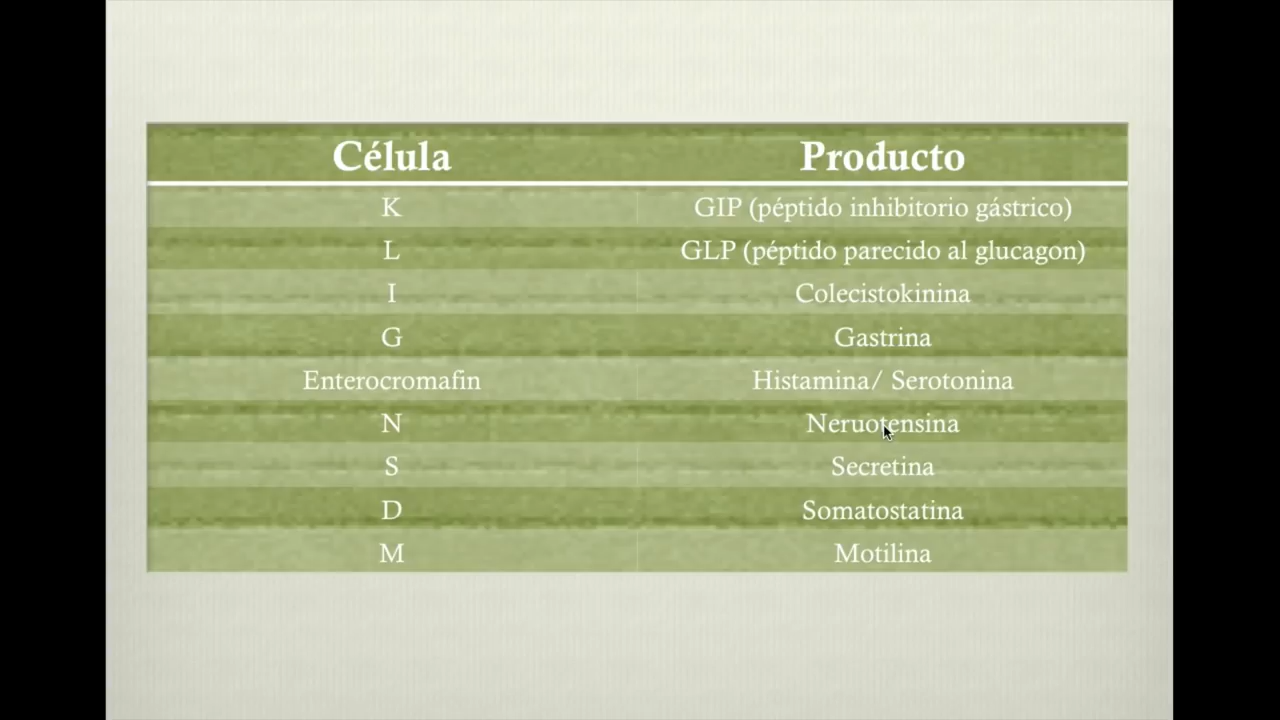 Célula Producto
K GIP (péptido inhibitorio gástrico)
L GLP (péptido parecido al glucagon)
I Colecistokinina
G Gastrina
Enterocromafin Histamina/ Serotonina
N Neruotensina
S Secretina
D Somatostatina
M Motilina